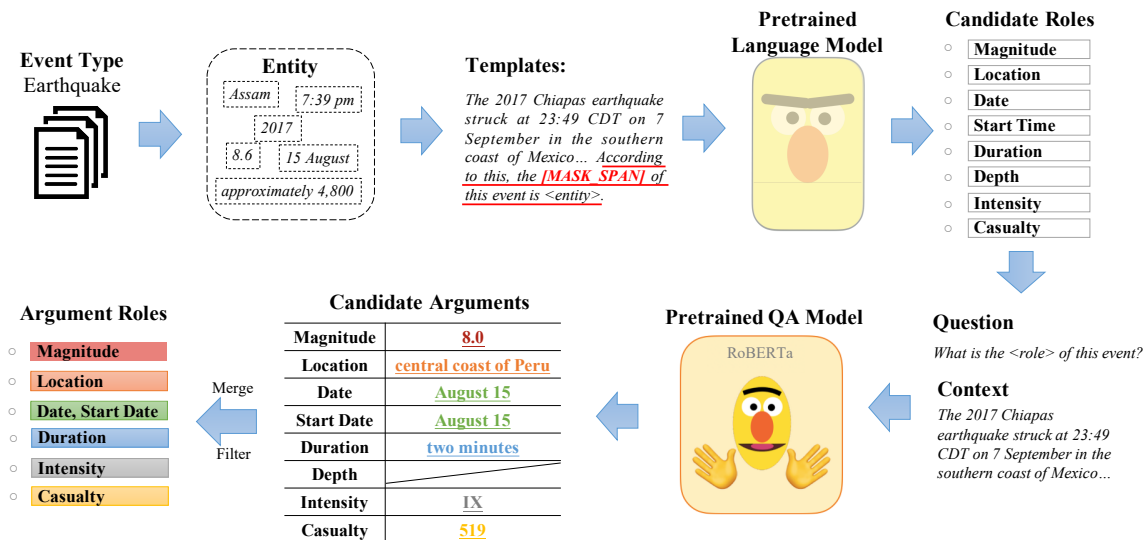 Event Type
Earthquake
Entity
Assam
7:39 pm
2017
8.6
15 August
approximately 4,800
Templates:
The 2017 Chiapas earthquake
struck at 23:49 CDT on 7
September in the southern
coast of Mexico... According
to this, the [MASK_SPAN] of
this event is <entity>.
Pretrained
Language Model
Candidate Roles
Magnitude
Location
Date
Start Time
Duration
Depth
Intensity
Casualty
Question
What is the <role> of this event?
Context
The 2017 Chiapas
earthquake struck at 23:49
CDT on 7 September in the
southern coast of Mexico...
Pretrained QA Model
RoBERTa
Candidate Arguments
Magnitude 8.0
Location central coast of Peru
Date August 15
Start Date August 15
Duration two minutes
Depth
Intensity IX
Casualty 519
Merge
Filter
Argument Roles
Magnitude
Location
Date, Start Date
Duration
Intensity
Casualty